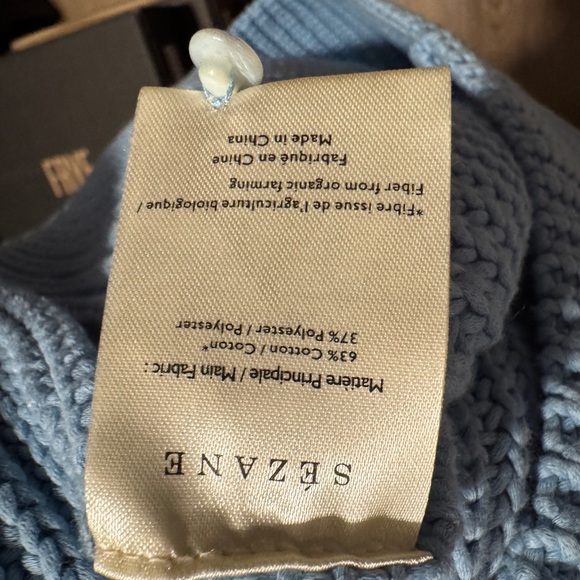 SÉZANE
Matière Principale / Main Fabric :
63% Cotton / Coton*
37% Polyester / Polyester
*Fibre issue de l'agriculture biologique /
Fiber from organic farming
Fabriqué en Chine
Made in China
FRYE